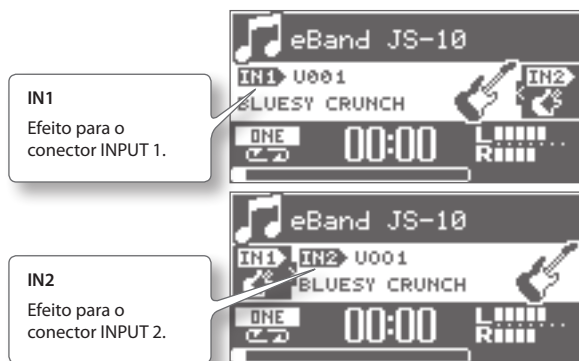 eBand JS-10
IN1 U001 IN2
BLUESY CRUNCH
ONE 00:00 L
R
IN1
Efeito para o
conector INPUT 1.
eBand JS-10
IN1 IN2 U001
BLUESY CRUNCH
ONE 00:00 L
R
IN2
Efeito para o
conector INPUT 2.